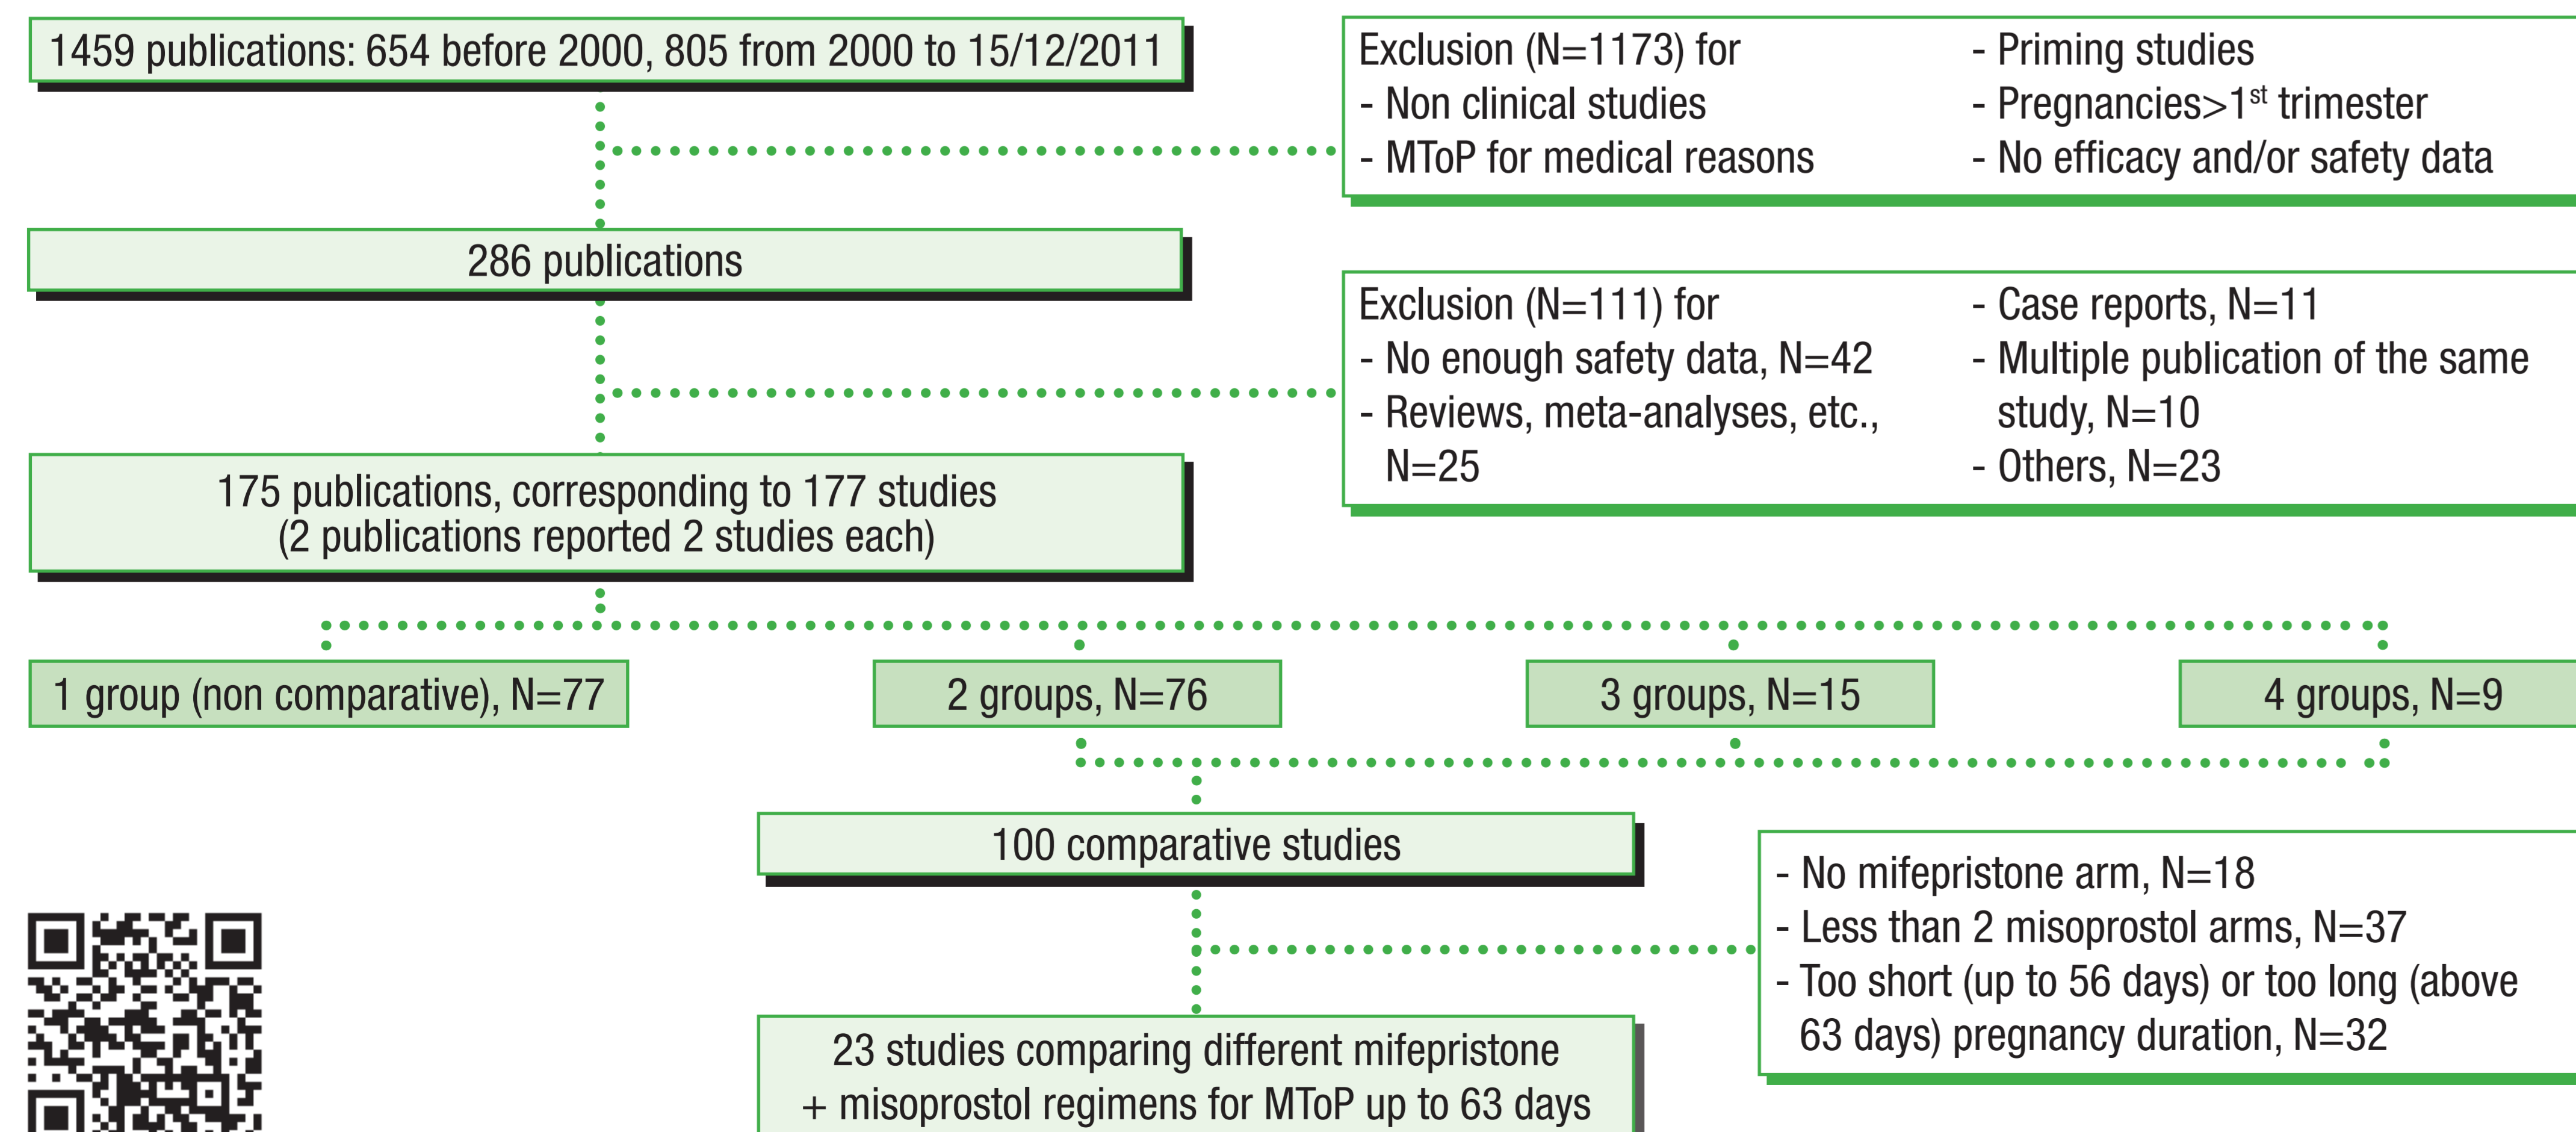 1459 publications: 654 before 2000, 805 from 2000 to 15/12/2011
Exclusion (N=1173) for
- Non clinical studies
- MToP for medical reasons
- Priming studies
- Pregnancies>1st trimester
- No efficacy and/or safety data
286 publications
Exclusion (N=111) for
- No enough safety data, N=42
- Reviews, meta-analyses, etc.,
N=25
- Case reports, N=11
- Multiple publication of the same
study, N=10
- Others, N=23
175 publications, corresponding to 177 studies
(2 publications reported 2 studies each)
1 group (non comparative), N=77
2 groups, N=76
3 groups, N=15
4 groups, N=9
100 comparative studies
- No mifepristone arm, N=18
- Less than 2 misoprostol arms, N=37
- Too short (up to 56 days) or too long (above
63 days) pregnancy duration, N=32
23 studies comparing different mifepristone
+ misoprostol regimens for MToP up to 63 days